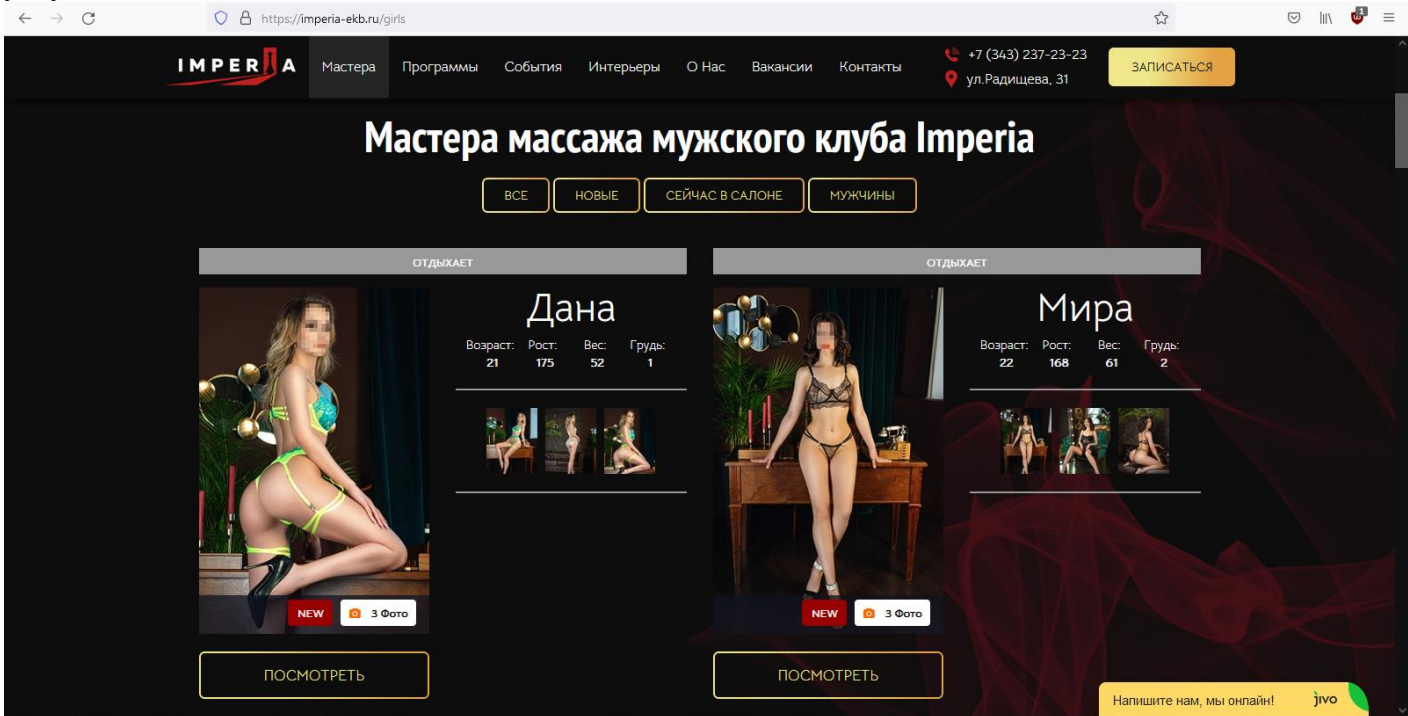 https://imperia-ekb.ru/girls
1
IMPERIA
Мастера
Программы
События
Интерьеры
О Нас
Вакансии
Контакты
+7 (343) 237-23-23
ул.Радищева, 31
ЗАПИСАТЬСЯ
Мастера массажа мужского клуба Imperia
ВСЕ
НОВЫЕ
СЕЙЧАС В САЛОНЕ
МУЖЧИНЫ
ОТДЫХАЕТ
Дана
Возраст: Рост: Вес: Грудь:
21 175 52 1
NEW
3 Фото
ПОСМОТРЕТЬ
ОТДЫХАЕТ
Мира
Возраст: Рост: Вес: Грудь:
22 168 61 2
NEW
3 Фото
ПОСМОТРЕТЬ
Напишите нам, мы онлайн! jivo